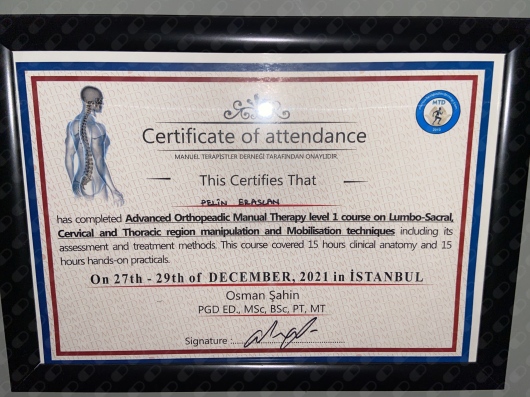 MTD
2012
Certificate of attendance
MANUEL TERAPİSTLER DERNEĞİ TARAFINDAN ONAYLIDIR
This Certifies That
PELİN ERASLAN
has completed Advanced Orthopeadic Manual Therapy level 1 course on Lumbo-Sacral,
Cervical and Thoracic region manipulation and Mobilisation techniques including its
assessment and treatment methods. This course covered 15 hours clinical anatomy and 15
hours hands-on practicals.
On 27th - 29th of DECEMBER, 2021 in İSTANBUL
Osman Şahin
PGD ED., MSc, BSc, PT, MT
Signature :